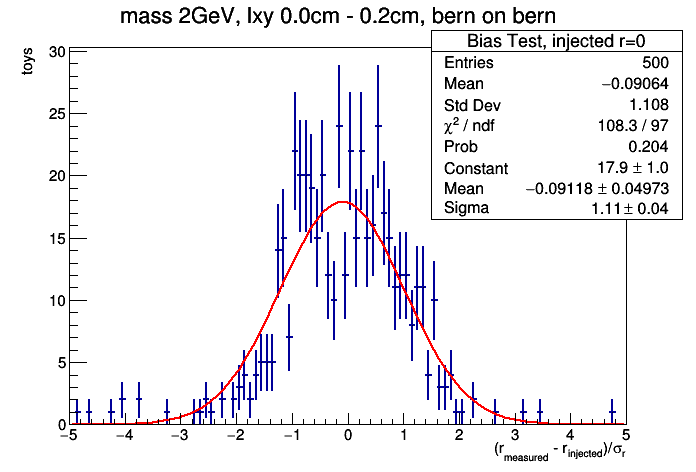 mass 2GeV, lxy 0.0cm - 0.2cm, bern on bern
Bias Test, injected r=0
Entries 500
Mean −0.09064
Std Dev 1.108
χ² / ndf 108.3 / 97
Prob 0.204
Constant 17.9 ± 1.0
Mean −0.09118 ± 0.04973
Sigma 1.11 ± 0.04
toys
30
25
20
15
10
5
0
−5 −4 −3 −2 −1 0 1 2 3 4 5
(r_measured - r_injected)/σ_r